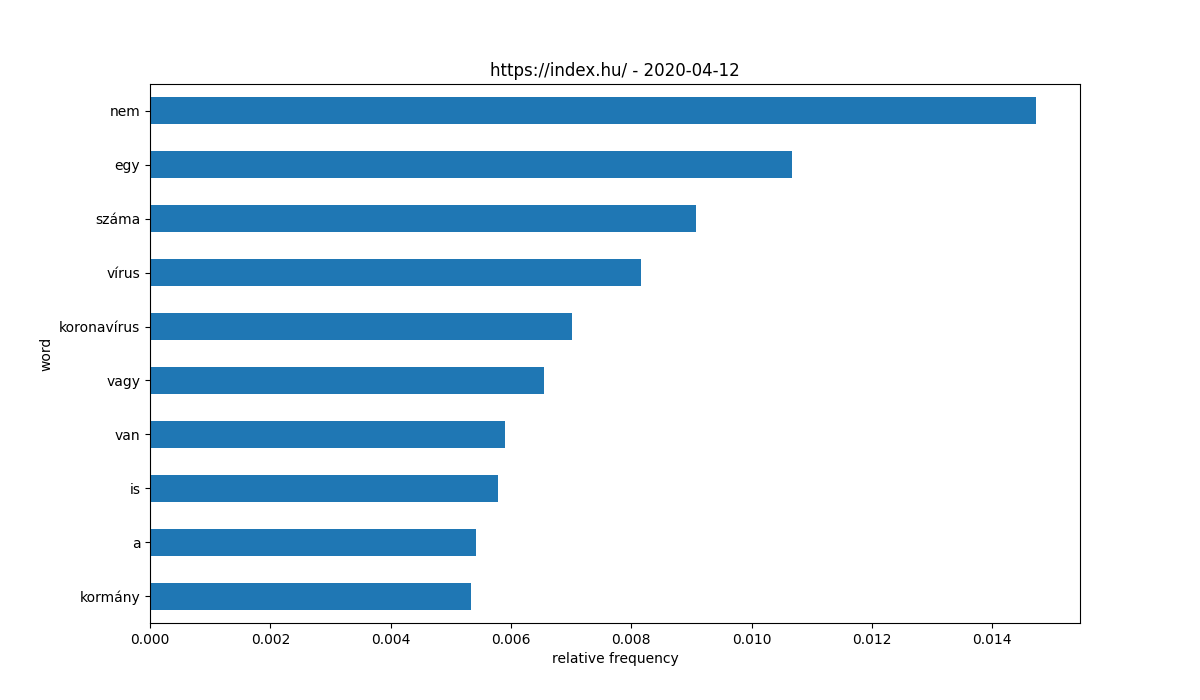 https://index.hu/ - 2020-04-12
nem
egy
száma
vírus
koronavírus
vagy
van
is
a
kormány
word
0.000 0.002 0.004 0.006 0.008 0.010 0.012 0.014
relative frequency